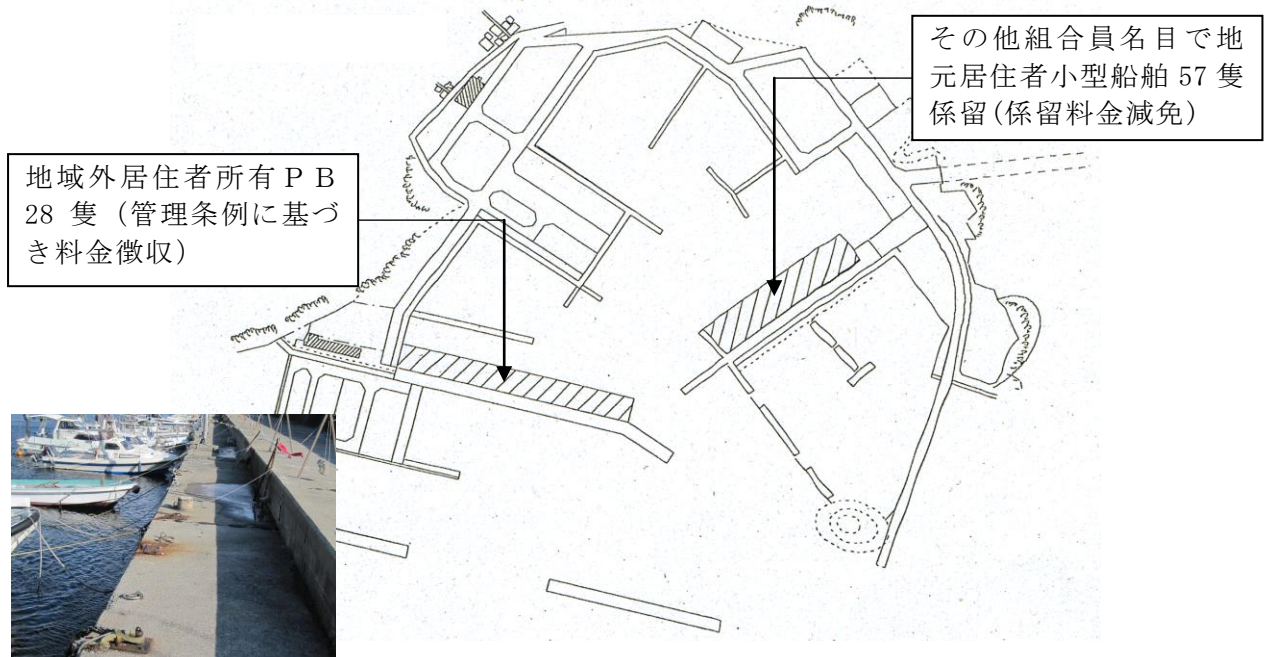 その他組合員名目で地
元居住者小型船舶 57 隻
係留(係留料金減免)
地域外居住者所有ＰＢ
28 隻（管理条例に基づ
き料金徴収）